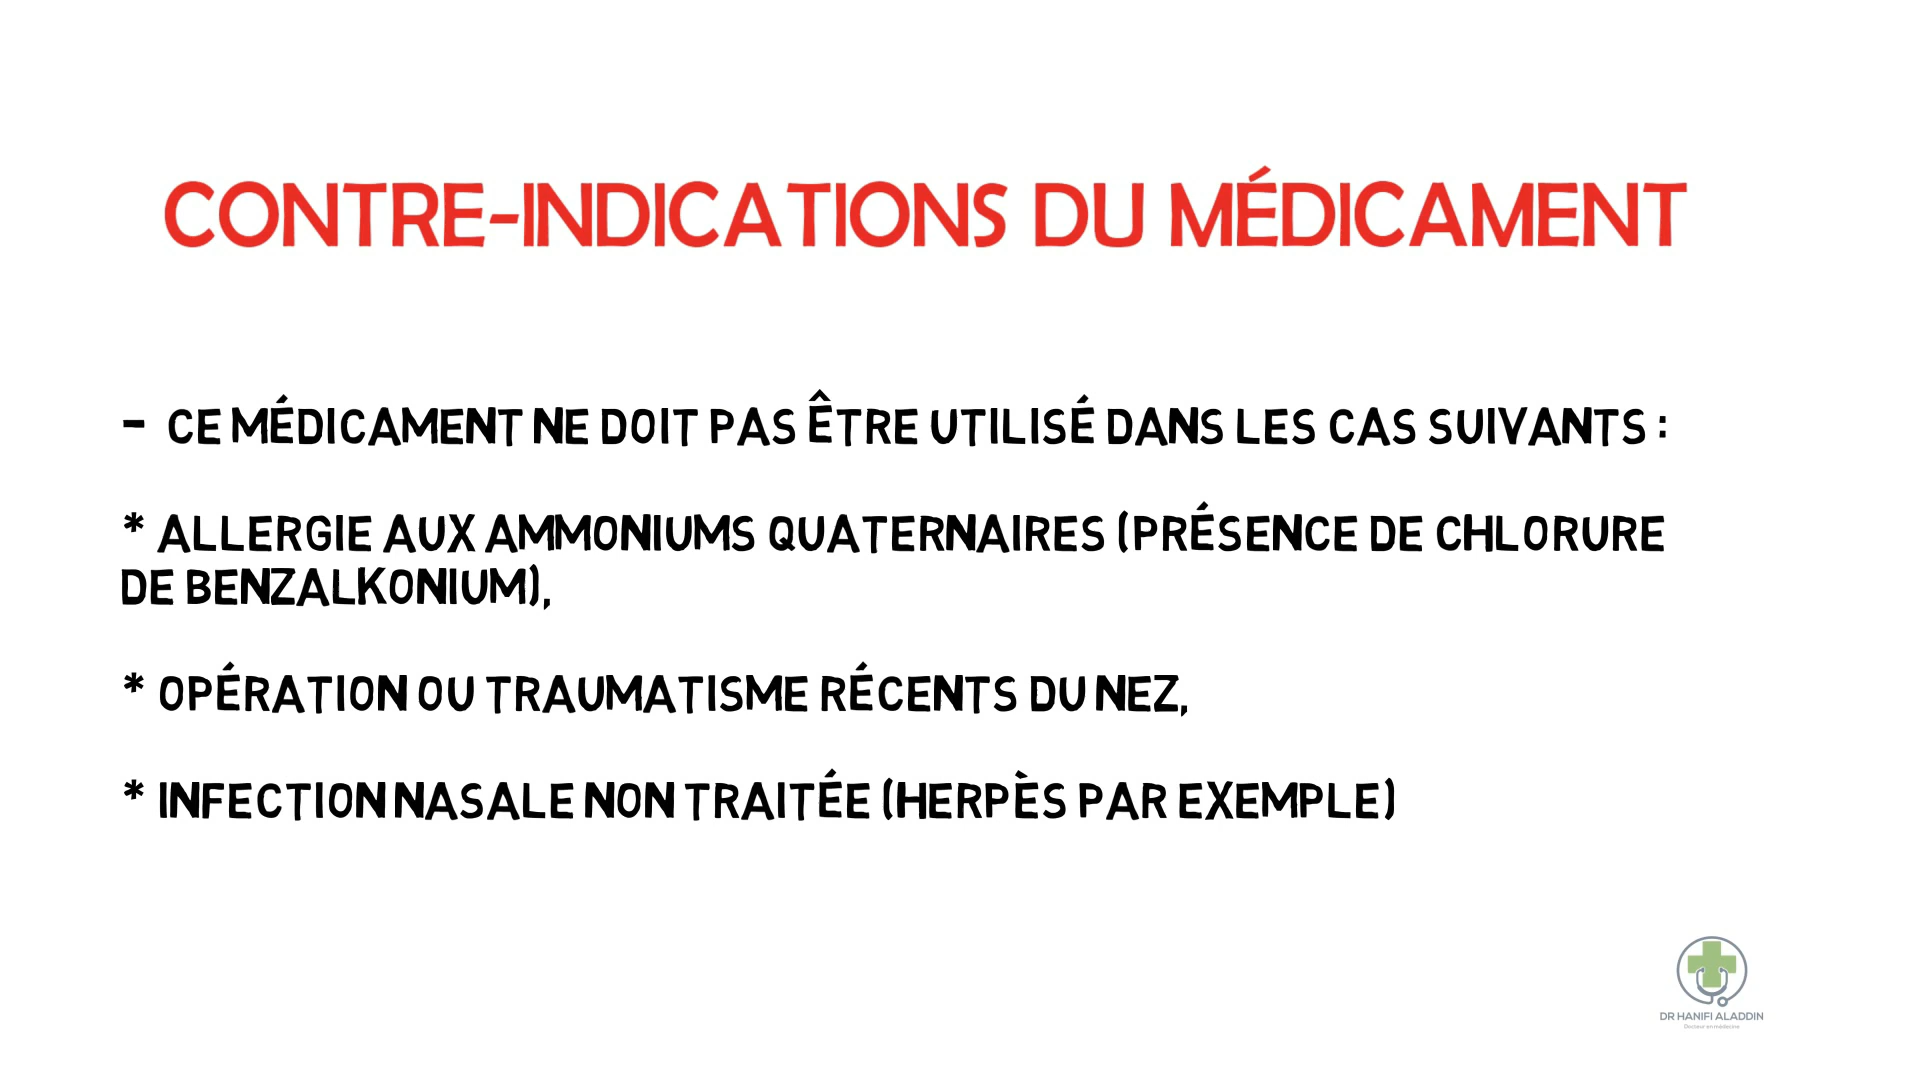 CONTRE-INDICATIONS DU MÉDICAMENT
- CE MÉDICAMENT NE DOIT PAS ÊTRE UTILISÉ DANS LES CAS SUIVANTS :
* ALLERGIE AUX AMMONIUMS QUATERNAIRES (PRÉSENCE DE CHLORURE
DE BENZALKONIUM),
* OPÉRATION OU TRAUMATISME RÉCENTS DU NEZ,
* INFECTION NASALE NON TRAITÉE (HERPÈS PAR EXEMPLE)
DR HANIFI ALADDIN
Docteur en médecine